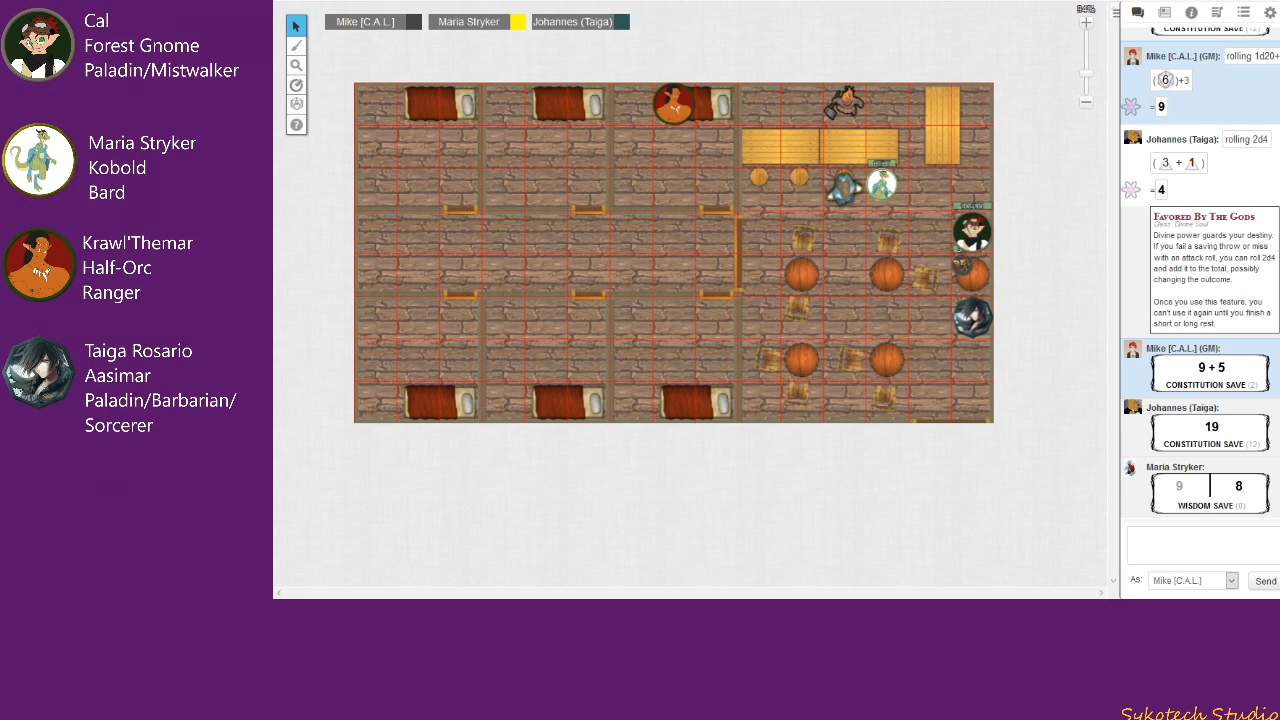 Cal
Forest Gnome
Paladin/Mistwalker
Maria Stryker
Kobold
Bard
Krawl'Themar
Half-Orc
Ranger
Taiga Rosario
Aasimar
Paladin/Barbarian/
Sorcerer
Mike [C.A.L.]
Maria Stryker
Johannes (Taiga)
CONSTITUTION SAVE (12)
Mike [C.A.L.] (GM): rolling 1d20+
(6)+3
= 9
Johannes (Taiga): rolling 2d4
( 3 + 1 )
= 4
FAVORED BY THE GODS
Class: Divine Soul
Divine power guards your destiny.
If you fail a saving throw or miss
with an attack roll, you can roll 2d4
and add it to the total, possibly
changing the outcome.
Once you use this feature, you
can't use it again until you finish a
short or long rest.
Mike [C.A.L.] (GM):
9 + 5
CONSTITUTION SAVE (2)
Johannes (Taiga):
19
CONSTITUTION SAVE (12)
Maria Stryker:
9 8
WISDOM SAVE (0)
As: Mike [C.A.L.] Send
Sykotech Studio